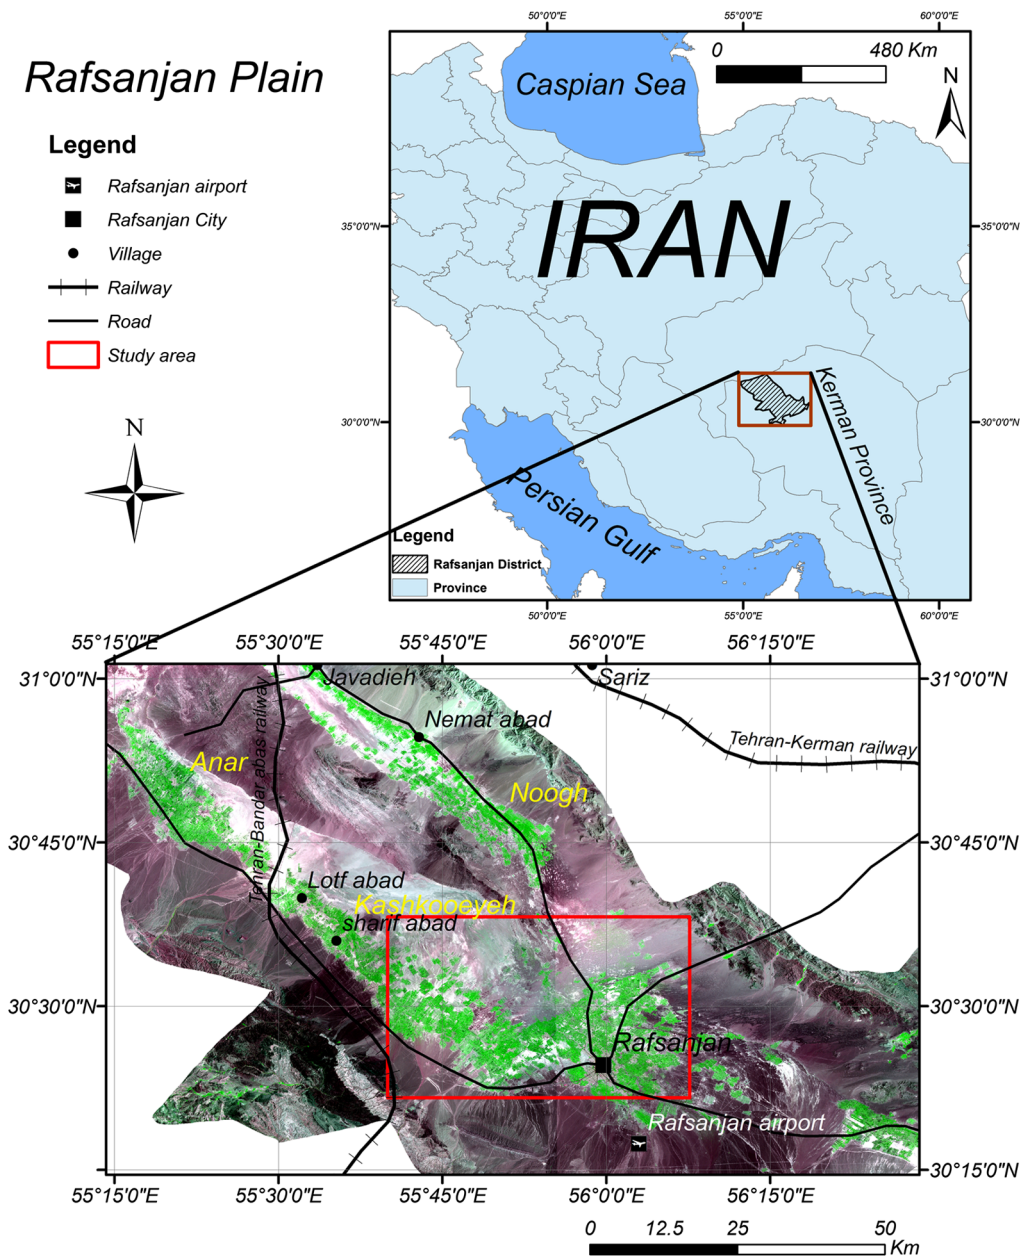 Rafsanjan Plain
Legend
Rafsanjan airport
Rafsanjan City
Village
Railway
Road
Study area
N
50°0'0"E 55°0'0"E 60°0'0"E
0 480 Km
N
Caspian Sea
IRAN
35°0'0"N 35°0'0"N
30°0'0"N 30°0'0"N
Kerman Province
Persian Gulf
Legend
Rafsanjan District
Province
50°0'0"E 55°0'0"E 60°0'0"E
55°15'0"E 55°30'0"E 55°45'0"E 56°0'0"E 56°15'0"E
31°0'0"N 31°0'0"N
Javadieh
Sariz
Nemat abad
Tehran-Kerman railway
Anar
Tehran-Bandar abas railway
Noogh
30°45'0"N 30°45'0"N
Lotf abad
Kashkooeyeh
sharif abad
30°30'0"N 30°30'0"N
Rafsanjan
Rafsanjan airport
30°15'0"N
55°15'0"E 55°30'0"E 55°45'0"E 56°0'0"E 56°15'0"E
0 12.5 25 50
Km